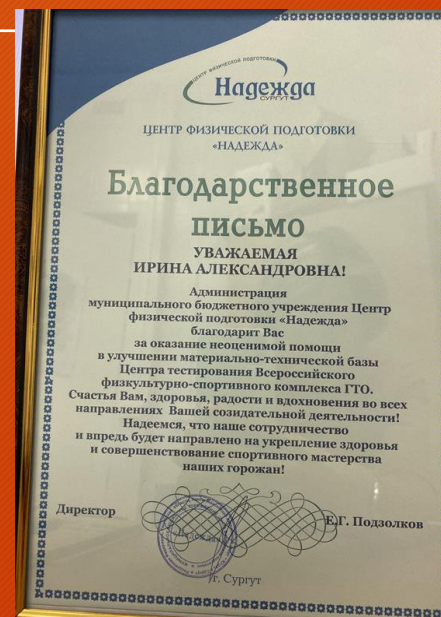 ЦЕНТР ФИЗИЧЕСКОЙ ПОДГОТОВКИ
Надежда
СУРГУТ
ЦЕНТР ФИЗИЧЕСКОЙ ПОДГОТОВКИ
«НАДЕЖДА»
Благодарственное
письмо
УВАЖАЕМАЯ
ИРИНА АЛЕКСАНДРОВНА!
Администрация
муниципального бюджетного учреждения Центр
физической подготовки «Надежда»
благодарит Вас
за оказание неоценимой помощи
в улучшении материально-технической базы
Центра тестирования Всероссийского
физкультурно-спортивного комплекса ГТО.
Счастья Вам, здоровья, радости и вдохновения во всех
направлениях Вашей созидательной деятельности!
Надеемся, что наше сотрудничество
и впредь будет направлено на укрепление здоровья
и совершенствование спортивного мастерства
наших горожан!
Директор
Е.Г. Подзолков
г. Сургут